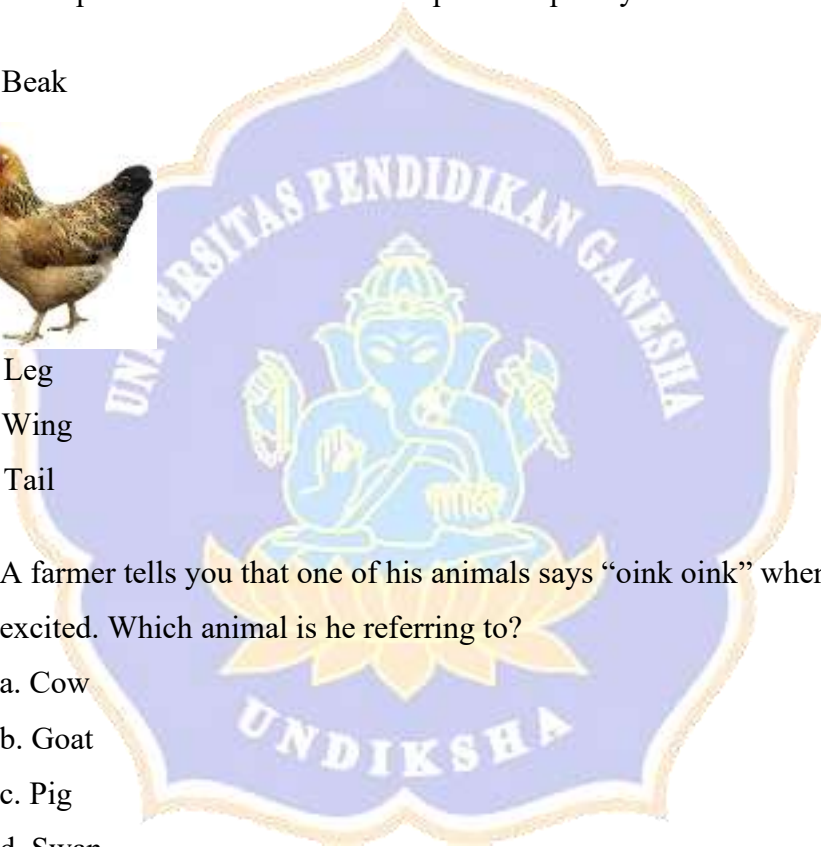 Beak
UNIVERSITAS PENDIDIKAN GANESHA
Leg
Wing
Tail
A farmer tells you that one of his animals says “oink oink” when
excited. Which animal is he referring to?
a. Cow
b. Goat
c. Pig
d. Swan
UNDIKSHA